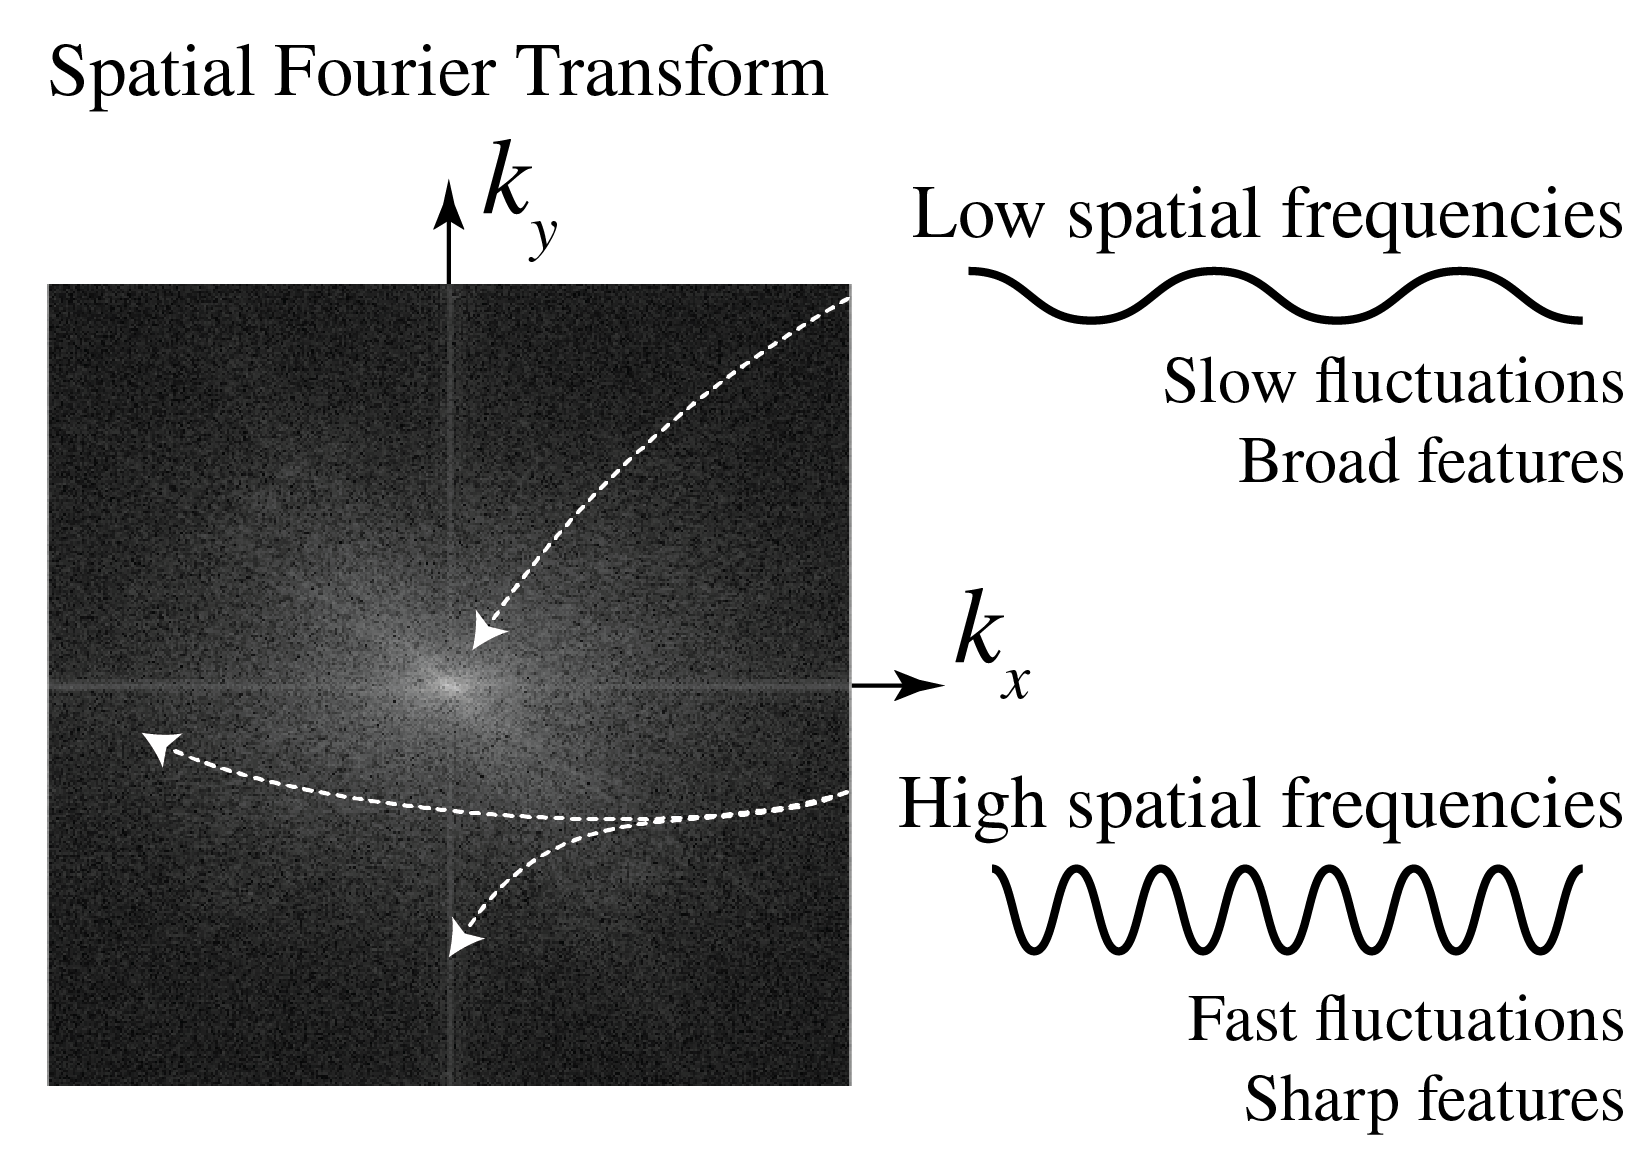 Spatial Fourier Transform
k_y
Low spatial frequencies
Slow fluctuations
Broad features
k_x
High spatial frequencies
Fast fluctuations
Sharp features